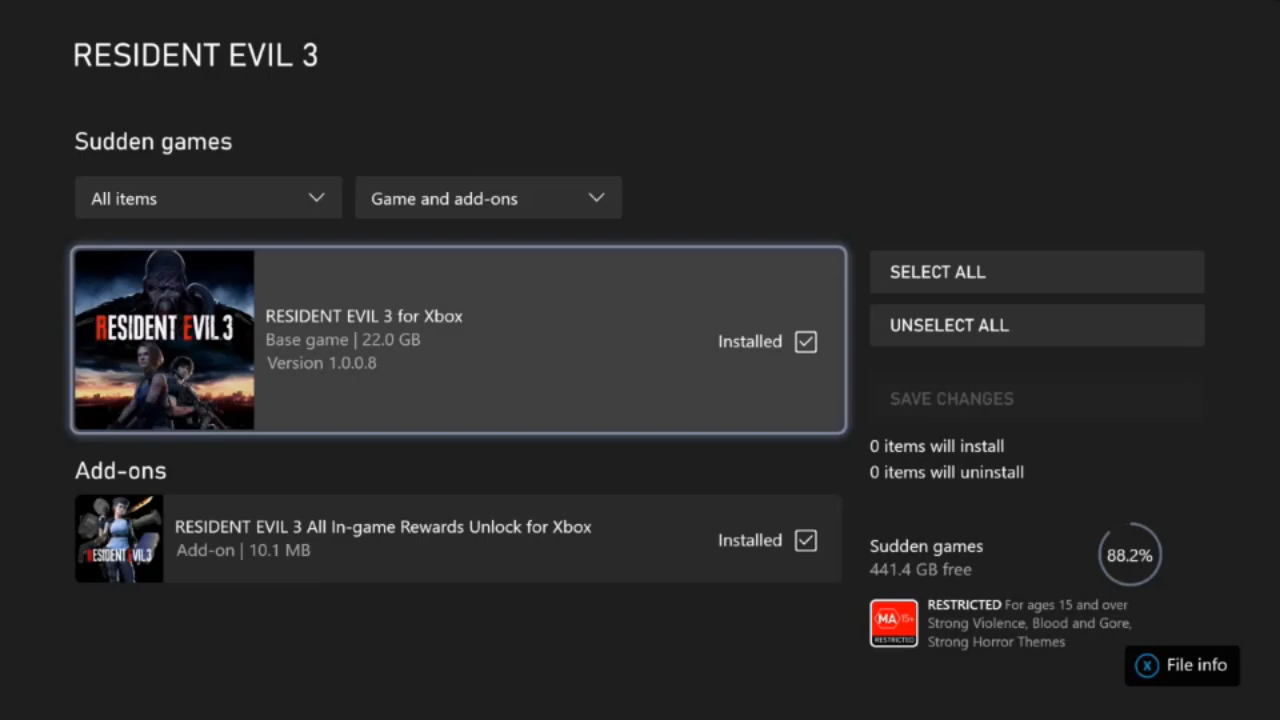 RESIDENT EVIL 3
Sudden games
All items
Game and add-ons
RESIDENT EVIL 3
RESIDENT EVIL 3 for Xbox
Base game | 22.0 GB
Version 1.0.0.8
Installed
SELECT ALL
UNSELECT ALL
SAVE CHANGES
0 items will install
0 items will uninstall
Add-ons
RESIDENT EVIL 3
RESIDENT EVIL 3 All In-game Rewards Unlock for Xbox
Add-on | 10.1 MB
Installed
Sudden games
441.4 GB free
88.2%
MA 15+
RESTRICTED
RESTRICTED For ages 15 and over
Strong Violence, Blood and Gore,
Strong Horror Themes
X File info